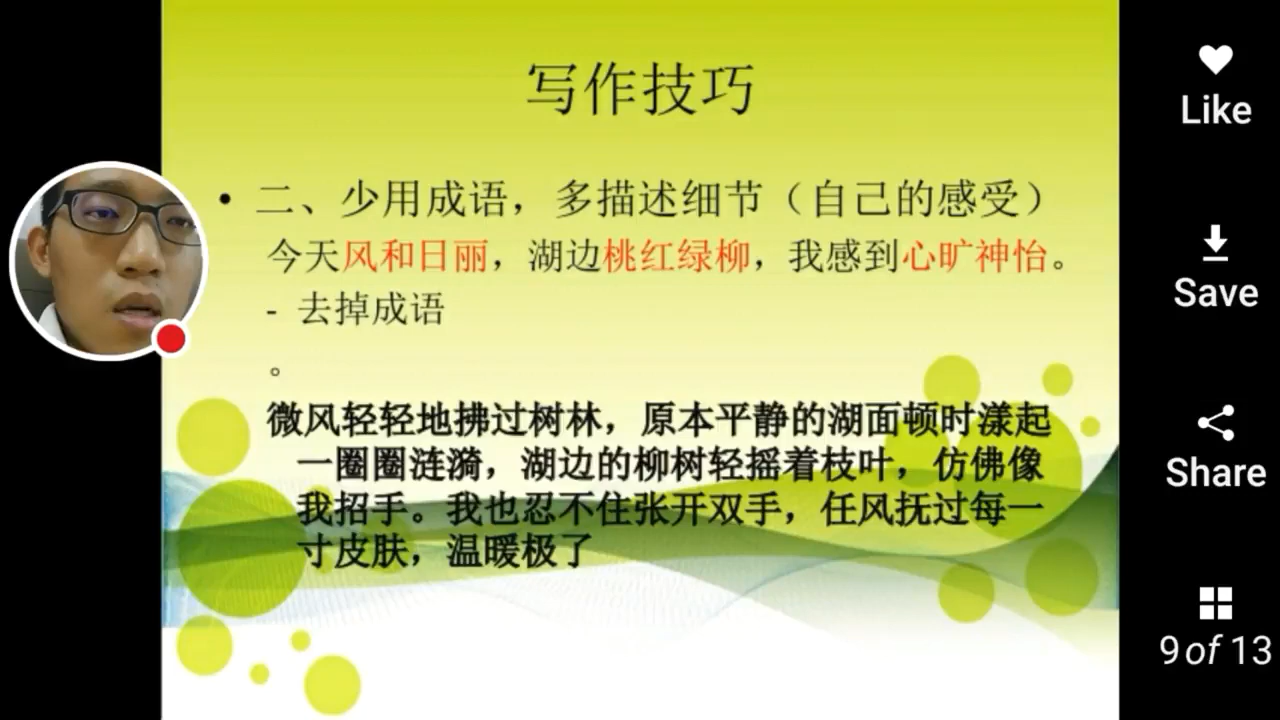 写作技巧
• 二、少用成语，多描述细节（自己的感受）
今天风和日丽，湖边桃红绿柳，我感到心旷神怡。
- 去掉成语
。
微风轻轻地拂过树林，原本平静的湖面顿时漾起
一圈圈涟漪，湖边的柳树轻摇着枝叶，仿佛像
我招手。我也忍不住张开双手，任风抚过每一
寸皮肤，温暖极了
Like
Save
Share
9 of 13